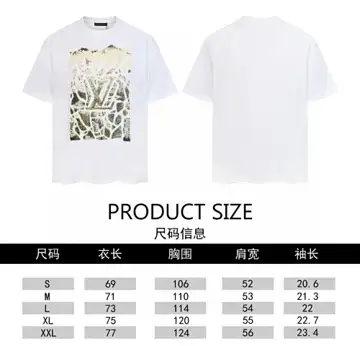 LV
PRODUCT SIZE
尺码信息
尺码 衣长 胸围 肩宽 袖长
S 69 106 52 20.6
M 71 110 53 21.3
L 73 114 54 22
XL 75 120 55 22.7
XXL 77 124 56 23.4